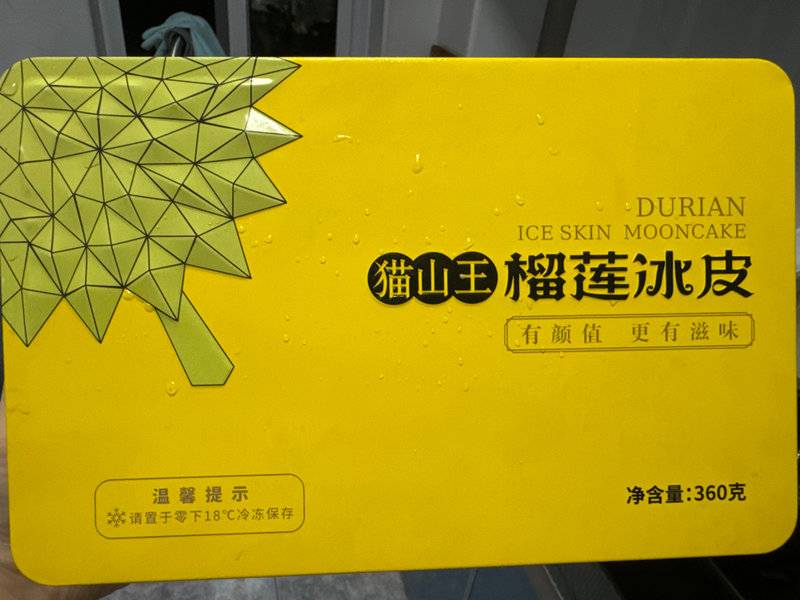 DURIAN
ICE SKIN MOONCAKE
猫山王榴莲冰皮
有颜值 更有滋味
温馨提示
请置于零下18℃冷冻保存
净含量:360克